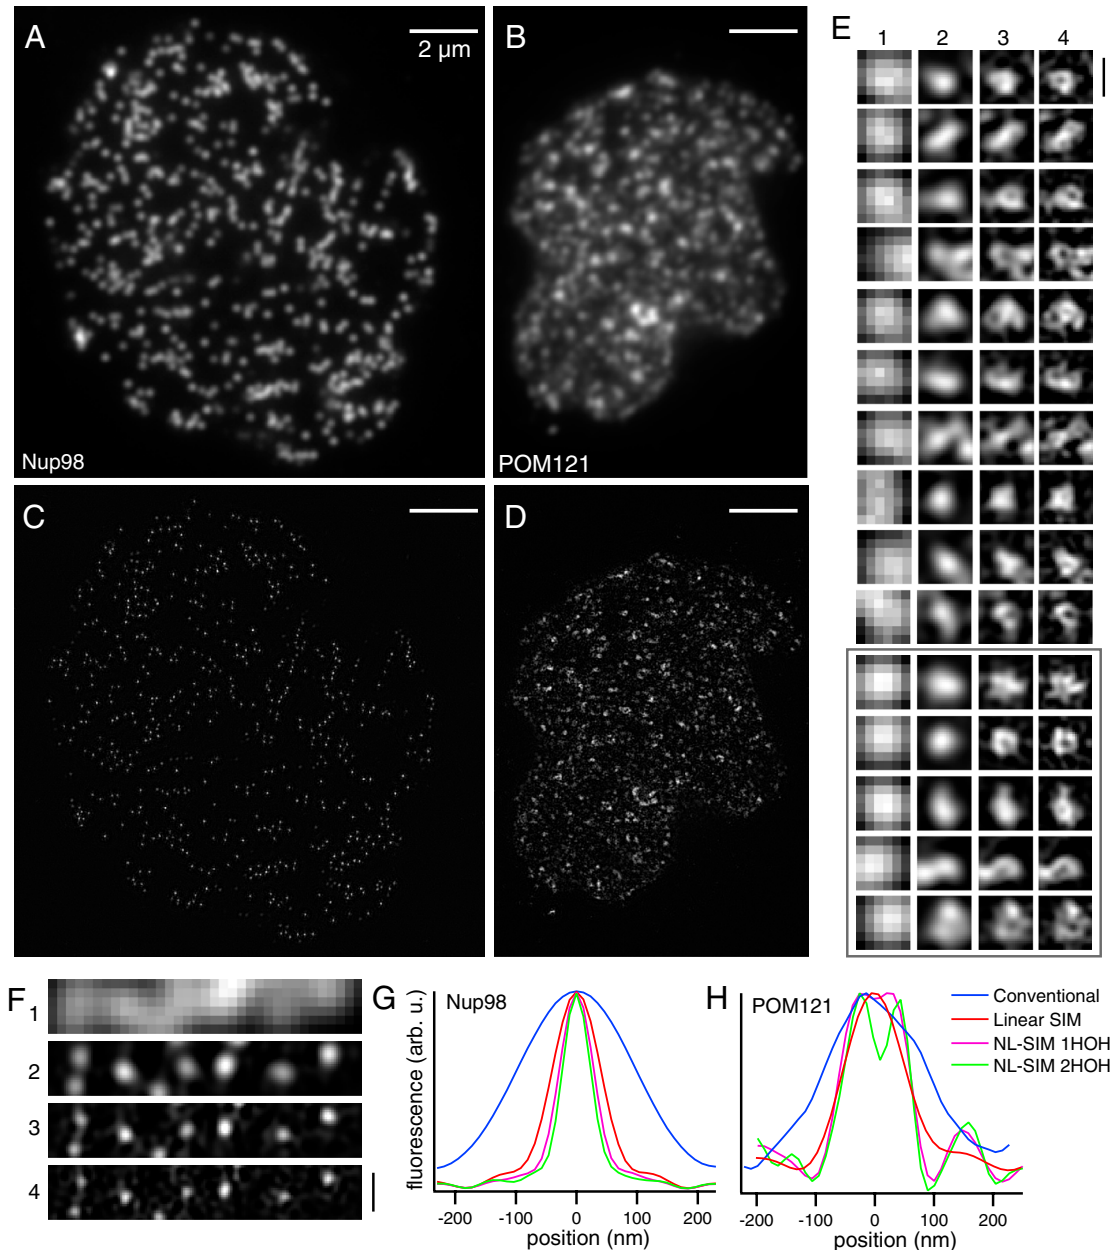 A
2 µm
Nup98
B
POM121
C
D
E
1 2 3 4
F
1
2
3
4
G
Nup98
fluorescence (arb. u.)
-200 -100 0 100 200
position (nm)
H
POM121
Conventional
Linear SIM
NL-SIM 1HOH
NL-SIM 2HOH
-200 -100 0 100 200
position (nm)